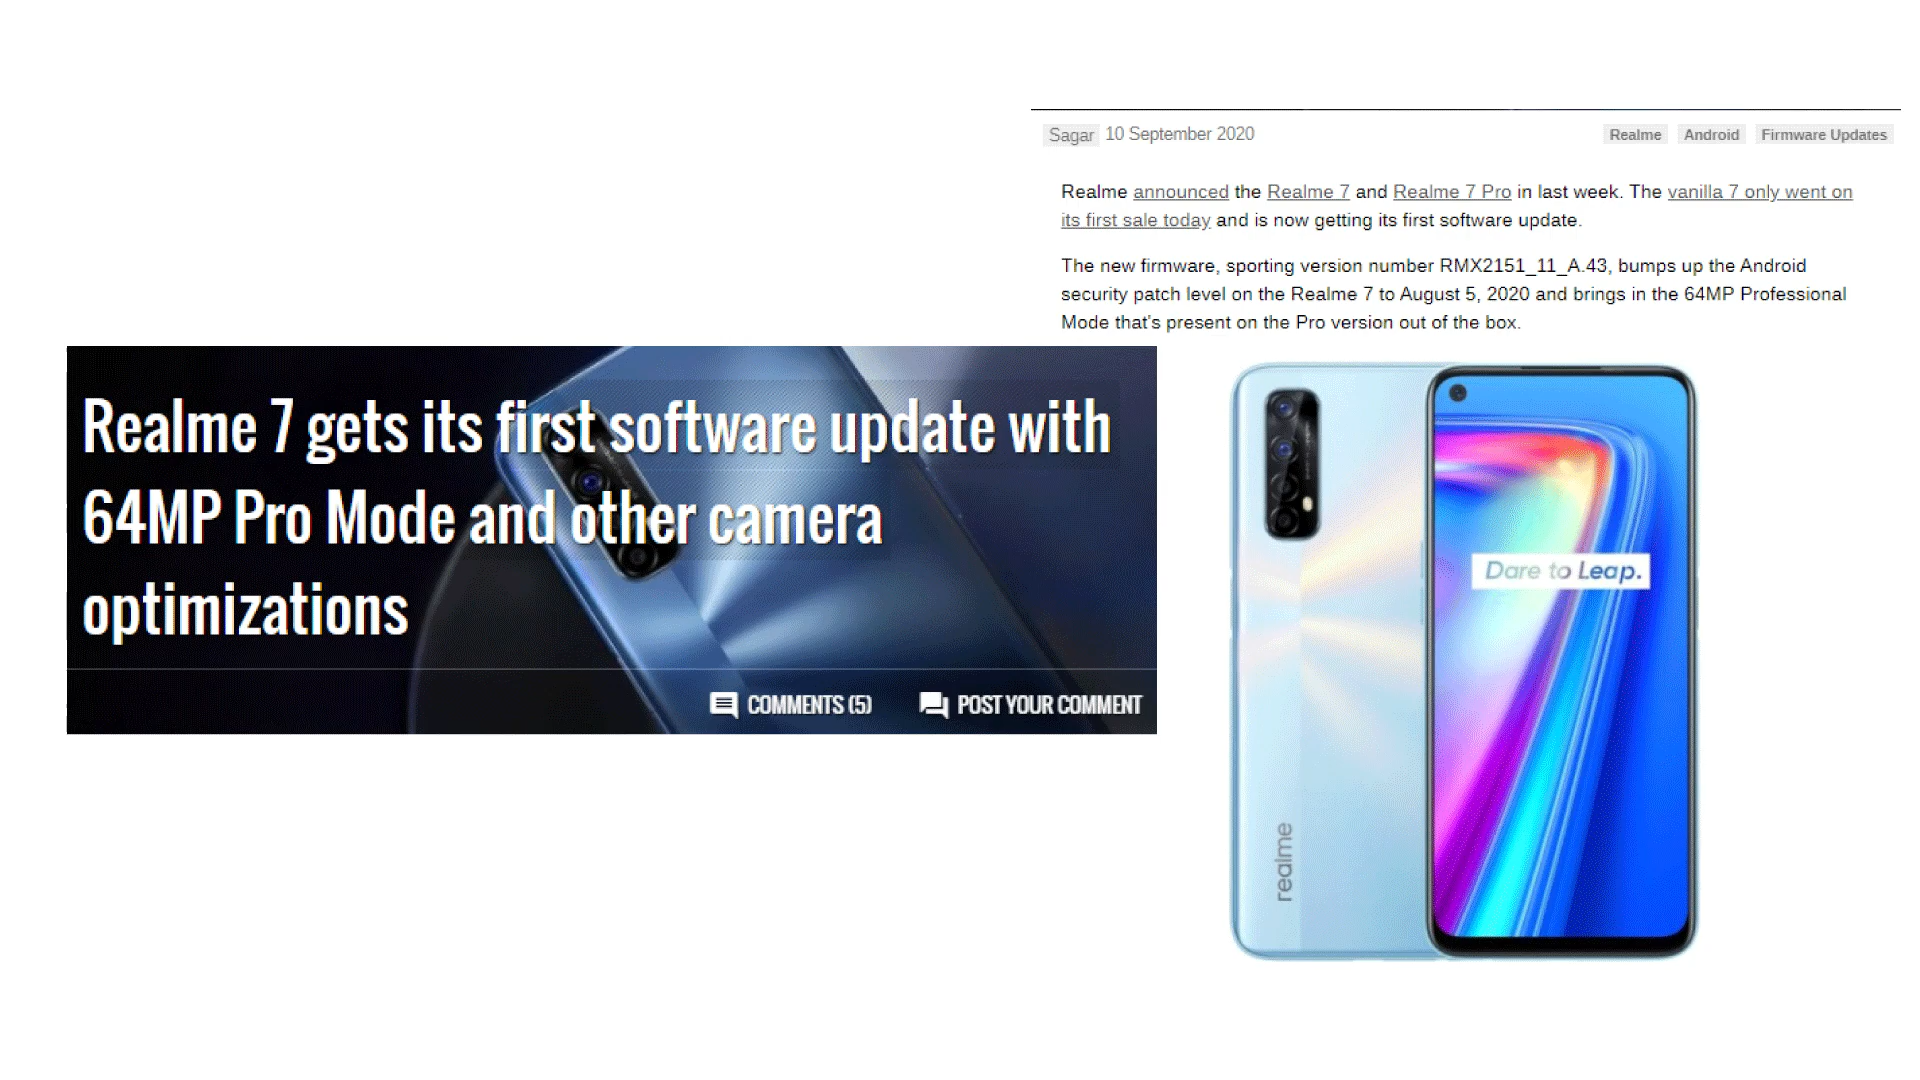 Sagar 10 September 2020
Realme Android Firmware Updates
Realme announced the Realme 7 and Realme 7 Pro in last week. The vanilla 7 only went on
its first sale today and is now getting its first software update.
The new firmware, sporting version number RMX2151_11_A.43, bumps up the Android
security patch level on the Realme 7 to August 5, 2020 and brings in the 64MP Professional
Mode that's present on the Pro version out of the box.
Realme 7 gets its first software update with
64MP Pro Mode and other camera
optimizations
COMMENTS (5) POST YOUR COMMENT
Dare to Leap.
realme